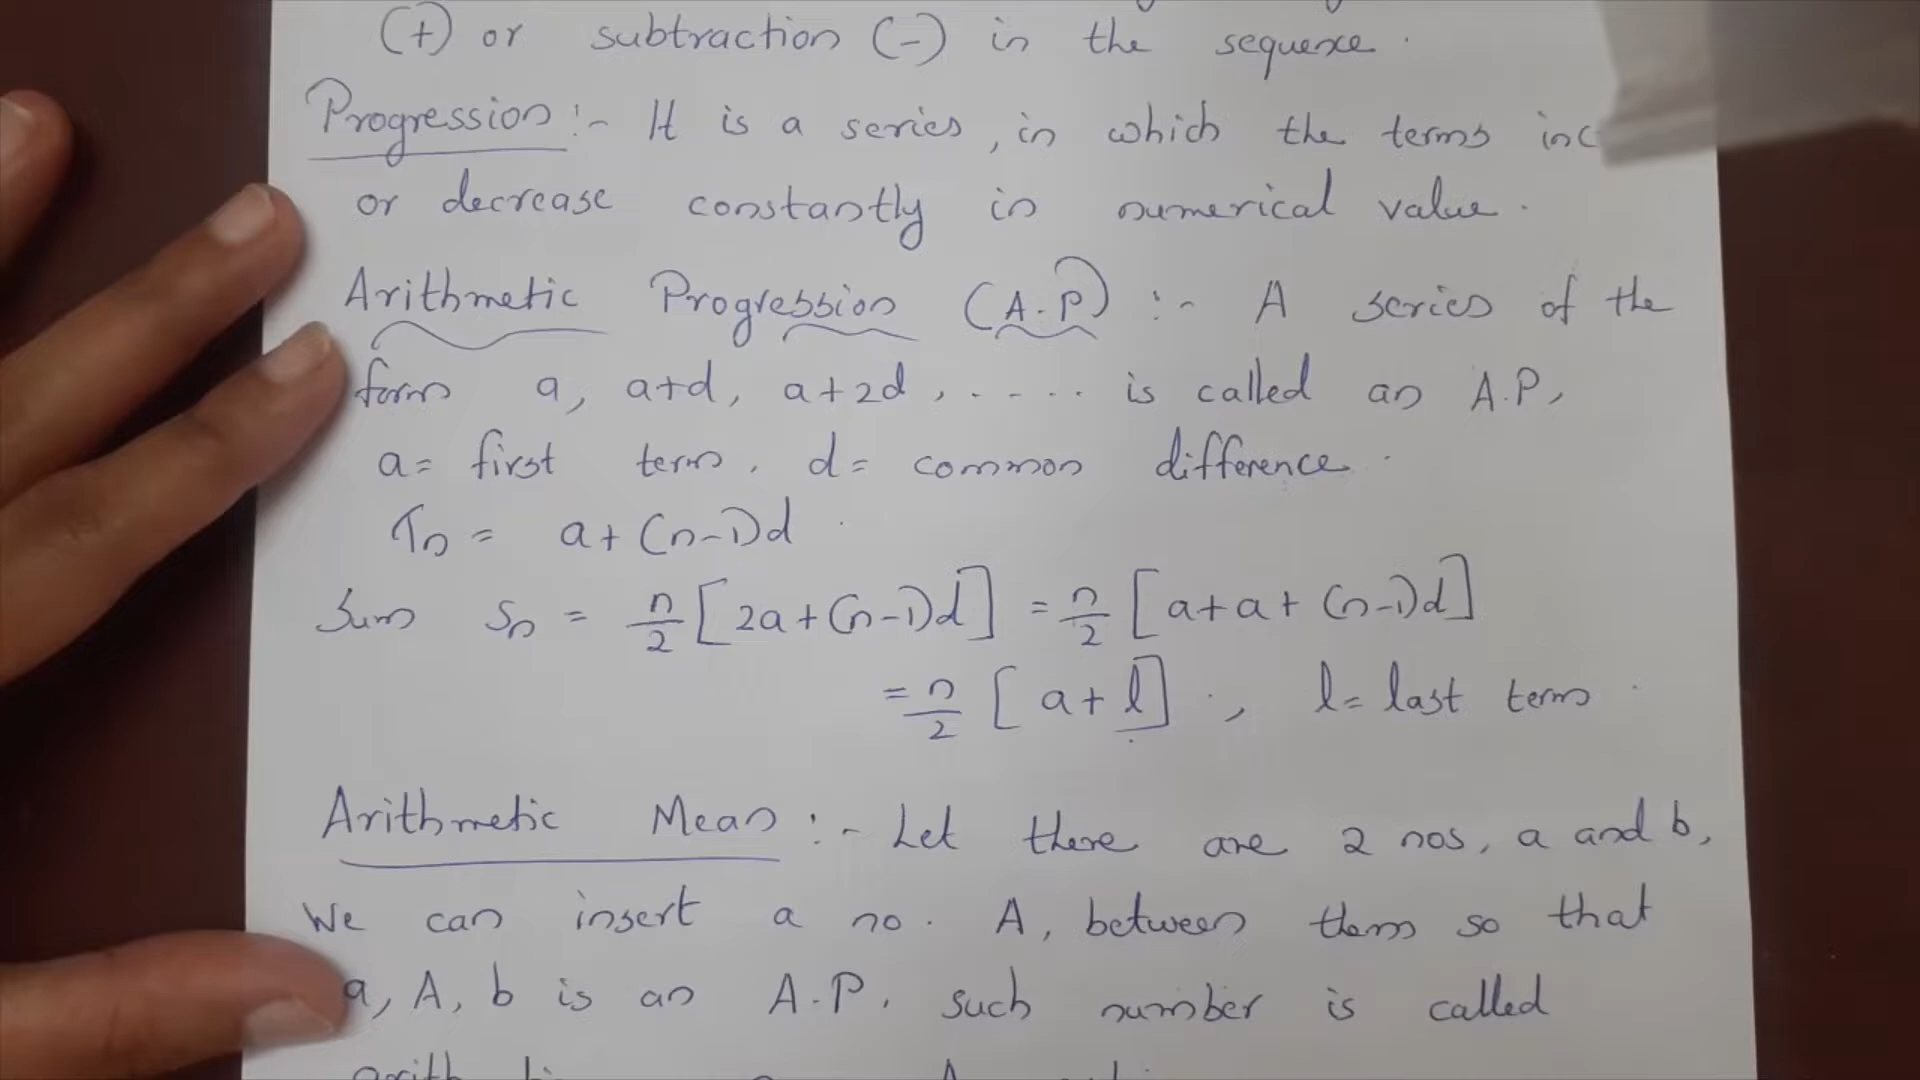 (+) or subtraction (-) in the sequence.
Progression :- It is a series, in which the terms inc
or decrease constantly in numerical value.
Arithmetic Progression (A.P) :- A series of the
form a, a+d, a+2d, ..... is called an A.P,
a= first term. d= common difference.
Tn = a+(n-1)d.
Sum Sn = n/2 [2a+(n-1)d] = n/2 [a+a+(n-1)d]
= n/2 [a+l]., l= last term.
Arithmetic Mean :- Let there are 2 nos, a and b,
We can insert a no. A, between them so that
a, A, b is an A.P. such number is called